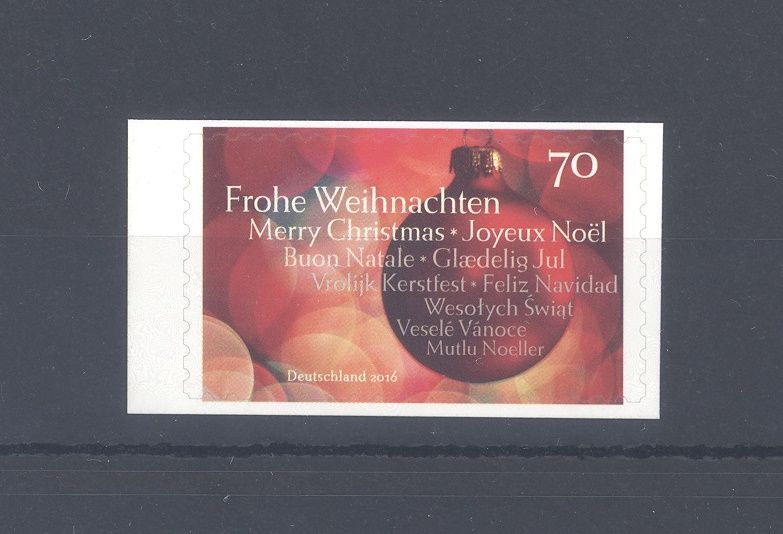 70
Frohe Weihnachten
Merry Christmas * Joyeux Noël
Buon Natale * Glædelig Jul
Vrolijk Kerstfest * Feliz Navidad
Wesołych Świąt
Veselé Vánoce
Mutlu Noeller
Deutschland 2016